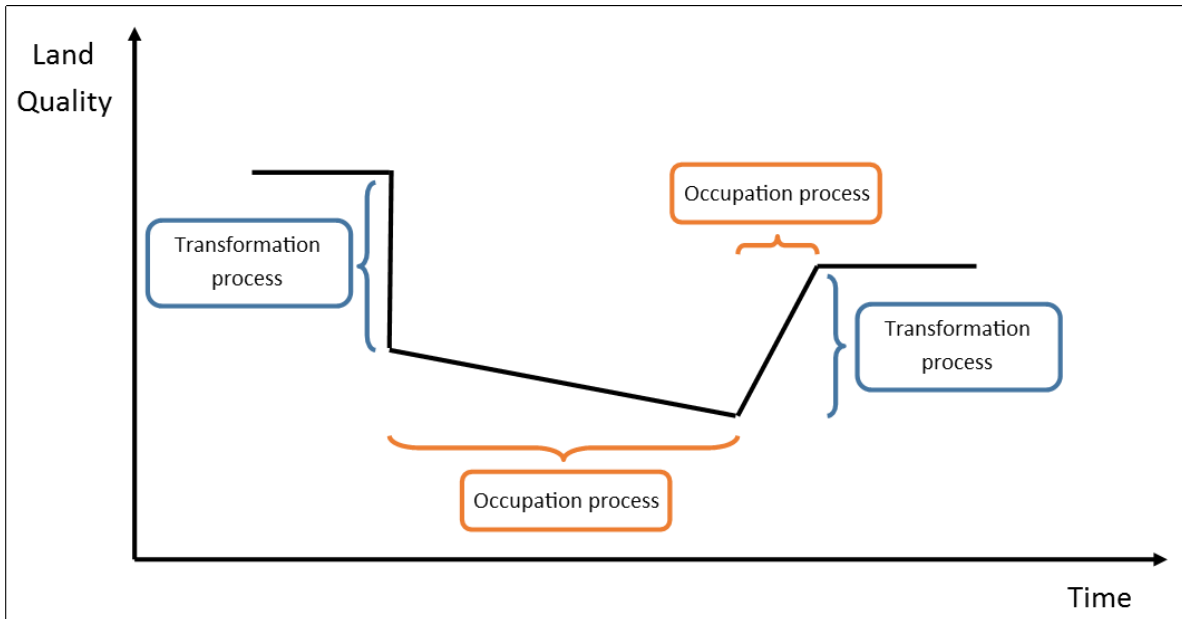 Land
Quality
Occupation process
Transformation
process
Transformation
process
Occupation process
Time